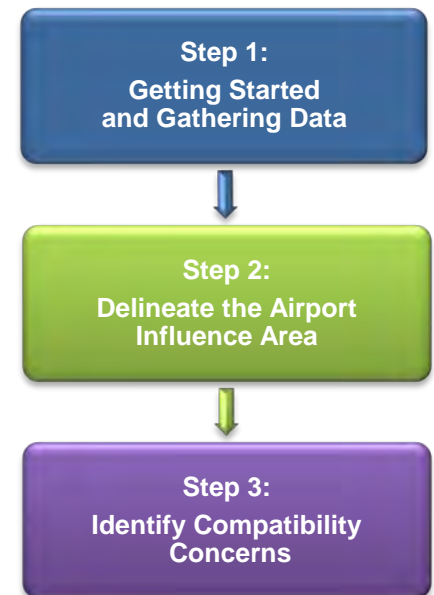 Step 1:
Getting Started
and Gathering Data
Step 2:
Delineate the Airport
Influence Area
Step 3:
Identify Compatibility
Concerns